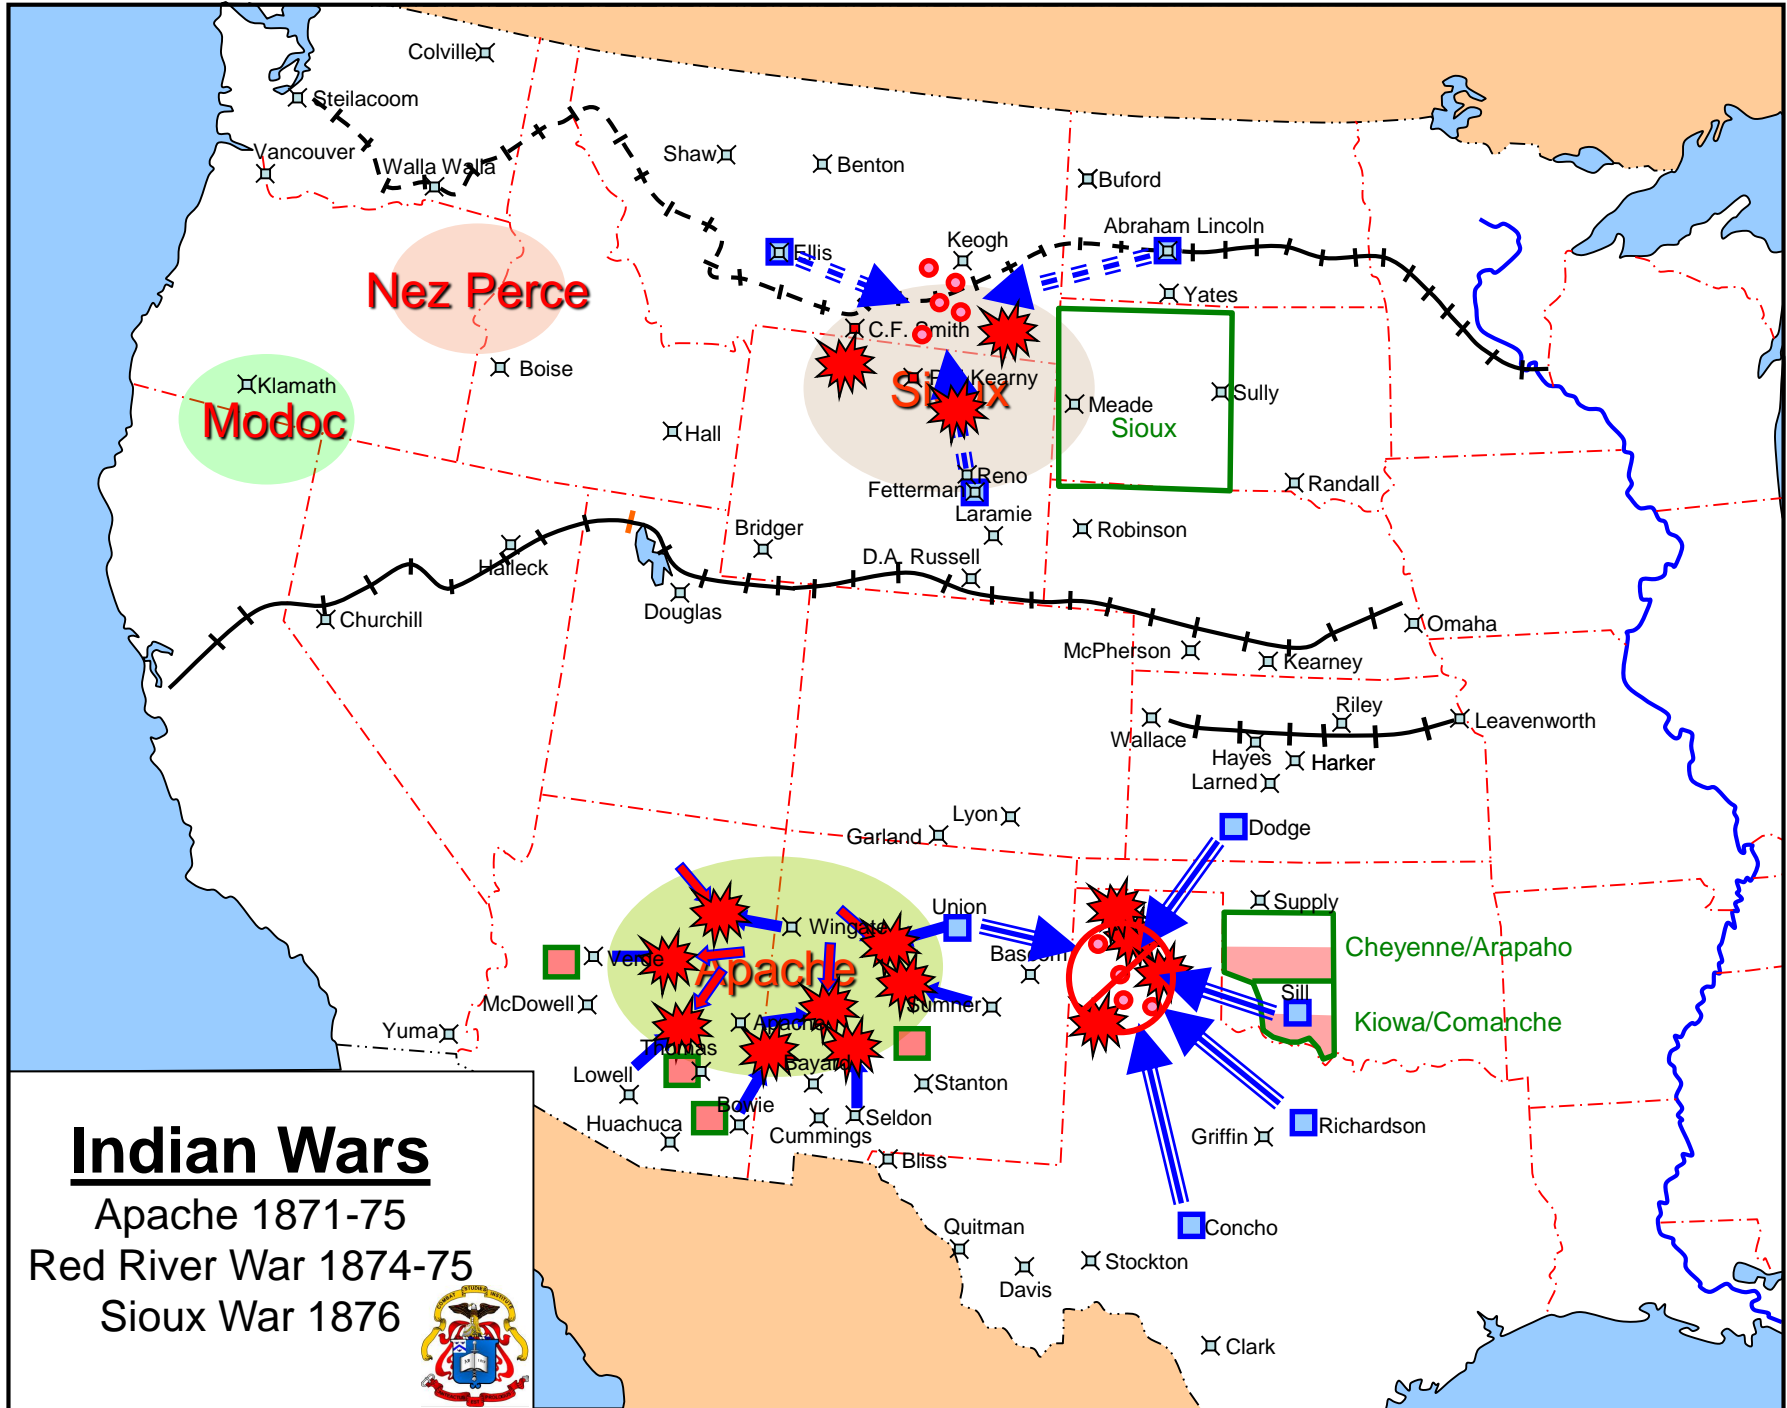 Colville
Steilacoom
Vancouver
Walla Walla
Shaw
Benton
Buford
Abraham Lincoln
Keogh
Ellis
Nez Perce
Yates
C.F. Smith
Boise
Kearny
Klamath
Sioux
Meade
Sully
Modoc
Sioux
Hall
Reno
Fetterman
Randall
Laramie
Bridger
Robinson
D.A. Russell
Halleck
Douglas
Churchill
Omaha
McPherson
Kearney
Riley
Leavenworth
Wallace
Hayes
Harker
Larned
Lyon
Garland
Dodge
Union
Supply
Wingate
Cheyenne/Arapaho
Bascom
Verde
Apache
Sill
McDowell
Sumner
Apache
Kiowa/Comanche
Yuma
Thomas
Bayard
Lowell
Stanton
Bowie
Seldon
Huachuca
Cummings
Richardson
Griffin
Bliss
Quitman
Concho
Stockton
Davis
Clark
Indian Wars
Apache 1871-75
Red River War 1874-75
Sioux War 1876
COMBAT STUDIES INSTITUTE